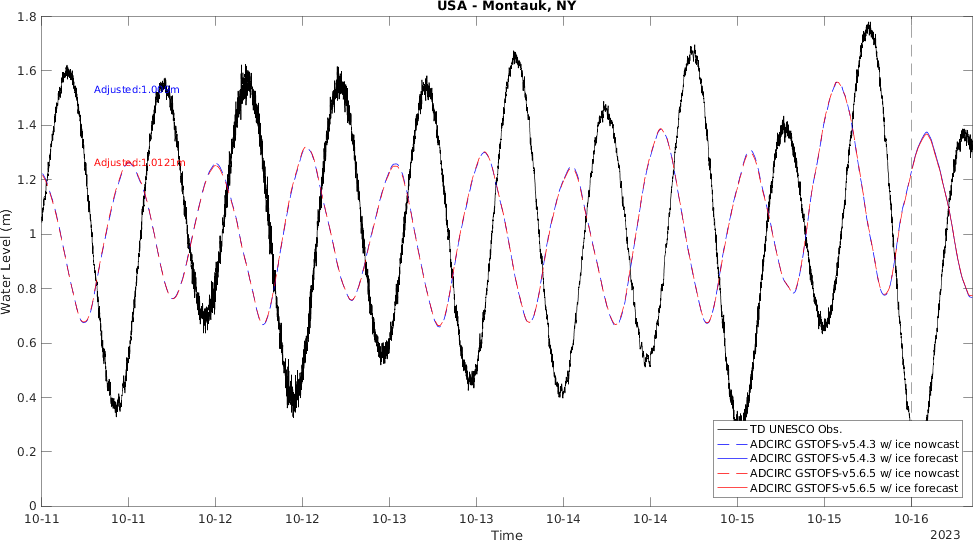 USA - Montauk, NY
1.8
1.6
1.4
1.2
1
0.8
0.6
0.4
0.2
0
Water Level (m)
Adjusted:1.0121m
TD UNESCO Obs.
ADCIRC GSTOFS-v5.4.3 w/ ice nowcast
ADCIRC GSTOFS-v5.4.3 w/ ice forecast
ADCIRC GSTOFS-v5.6.5 w/ ice nowcast
ADCIRC GSTOFS-v5.6.5 w/ ice forecast
10-11 10-11 10-12 10-12 10-13 10-13 10-14 10-14 10-15 10-15 10-16
Time
2023